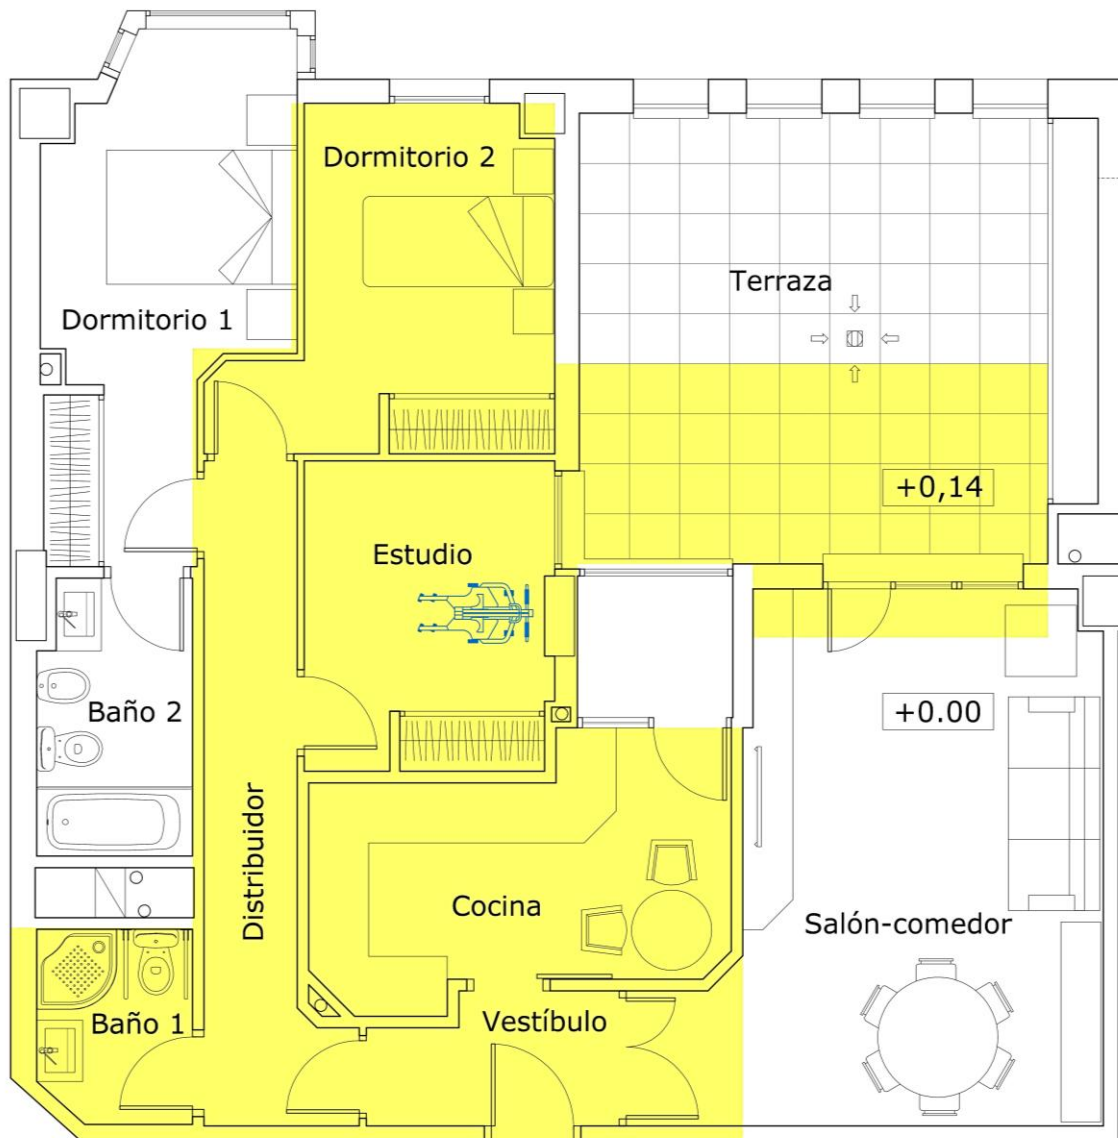 Dormitorio 2
Terraza
Dormitorio 1
+0,14
Estudio
Baño 2
+0.00
Distribuidor
Cocina
Salón-comedor
Baño 1
Vestíbulo